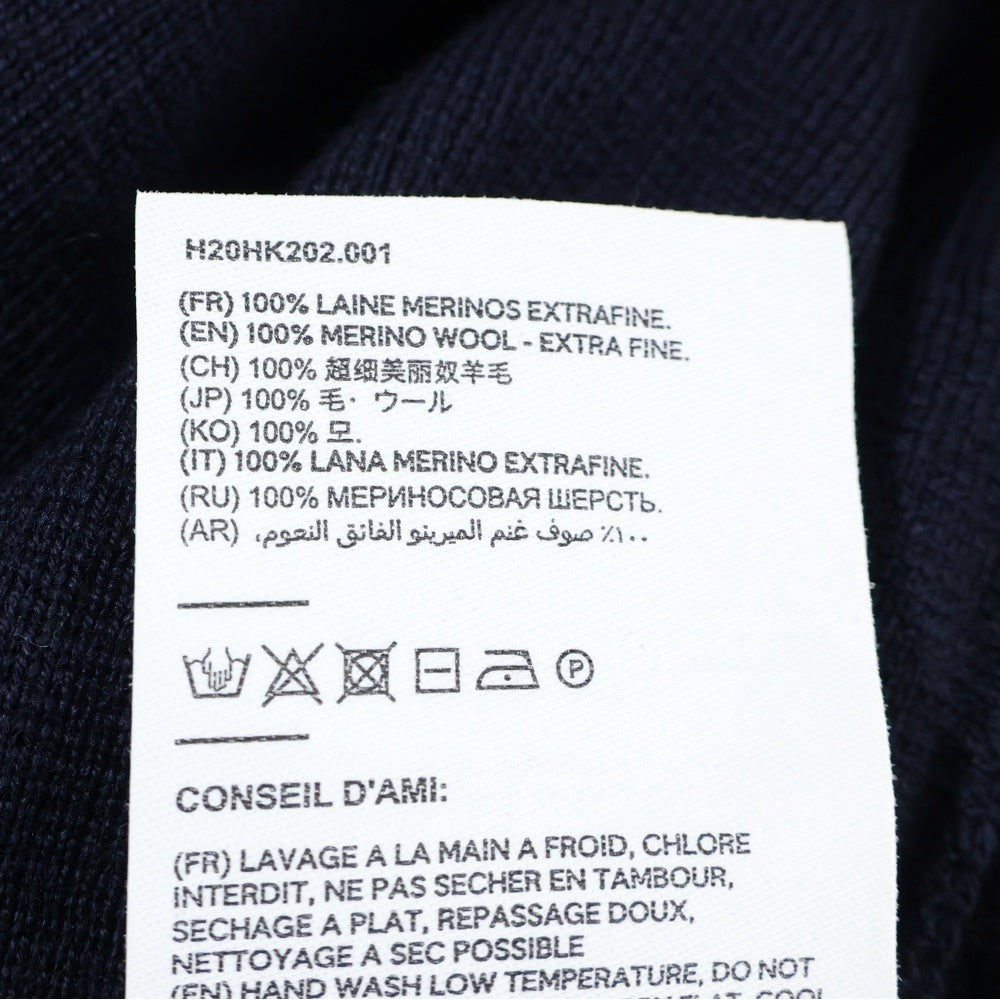 H20HK202.001
(FR) 100% LAINE MERINOS EXTRAFINE.
(EN) 100% MERINO WOOL - EXTRA FINE.
(CH) 100% 超细美丽奴羊毛
(JP) 100% 毛・ウール
(KO) 100% 모.
(IT) 100% LANA MERINO EXTRAFINE.
(RU) 100% МЕРИНОСОВАЯ ШЕРСТЬ.
(AR) ١٠٠٪ صوف غنم الميرينو الفائق النعوم،
P
CONSEIL D'AMI:
(FR) LAVAGE A LA MAIN A FROID, CHLORE
INTERDIT, NE PAS SECHER EN TAMBOUR,
SECHAGE A PLAT, REPASSAGE DOUX,
NETTOYAGE A SEC POSSIBLE
(EN) HAND WASH LOW TEMPERATURE, DO NOT
FLAT, COOL